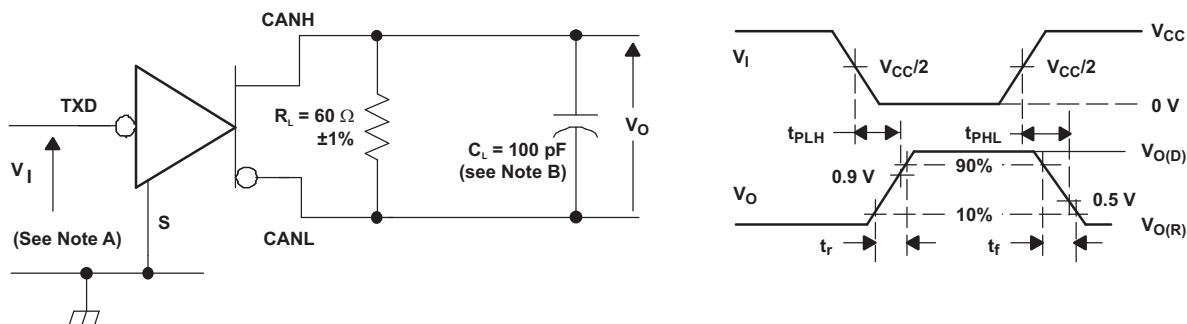 CANH
TXD
R_L = 60 Ω
±1%
C_L = 100 pF
(see Note B)
V_O
V_I
S
(See Note A)
CANL
V_I
V_CC
V_CC/2
V_CC/2
0 V
t_PLH
t_PHL
V_O(D)
90%
0.9 V
V_O
0.5 V
10%
V_O(R)
t_r
t_f